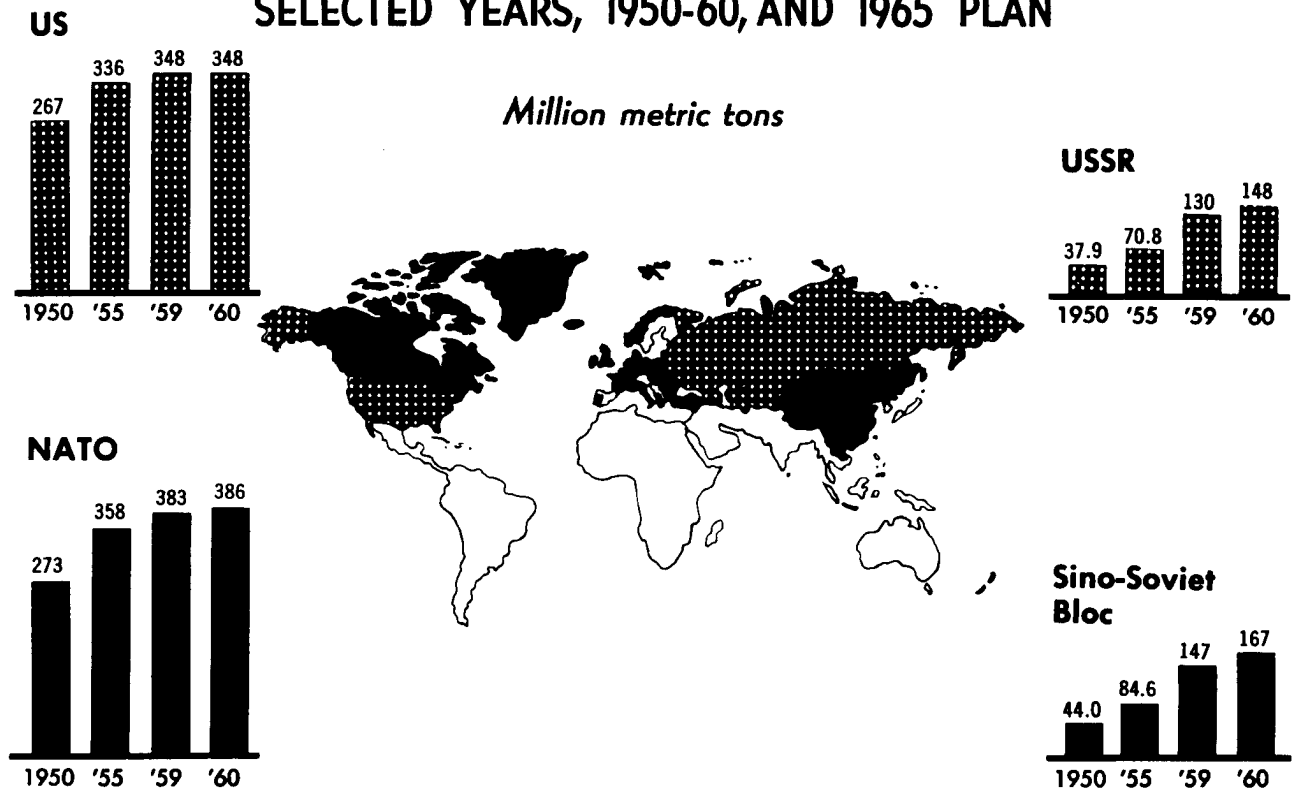 SELECTED YEARS, 1950-60, AND 1965 PLAN
Million metric tons
US
267 336 348 348
1950 '55 '59 '60
USSR
37.9 70.8 130 148
1950 '55 '59 '60
NATO
273 358 383 386
1950 '55 '59 '60
Sino-Soviet
Bloc
44.0 84.6 147 167
1950 '55 '59 '60